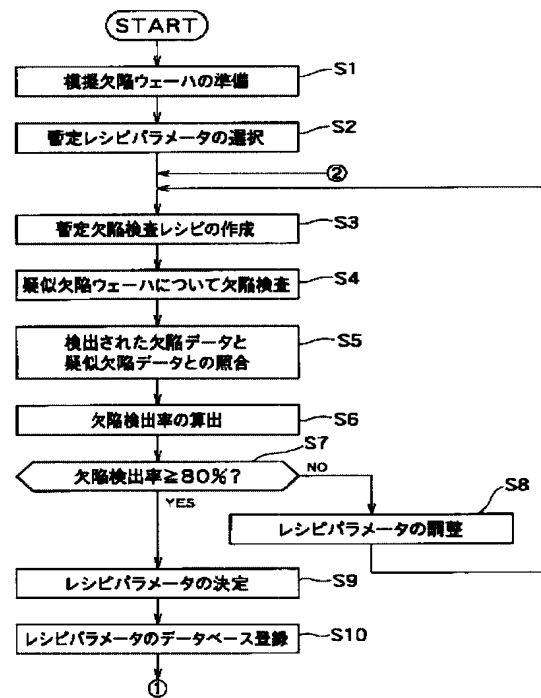 START
模擬欠陥ウェーハの準備
S1
暫定レシピパラメータの選択
S2
②
暫定欠陥検査レシピの作成
S3
疑似欠陥ウェーハについて欠陥検査
S4
検出された欠陥データと
疑似欠陥データとの照合
S5
欠陥検出率の算出
S6
S7
欠陥検出率≧80%?
NO
YES
S8
レシピパラメータの調整
レシピパラメータの決定
S9
レシピパラメータのデータベース登録
S10
①